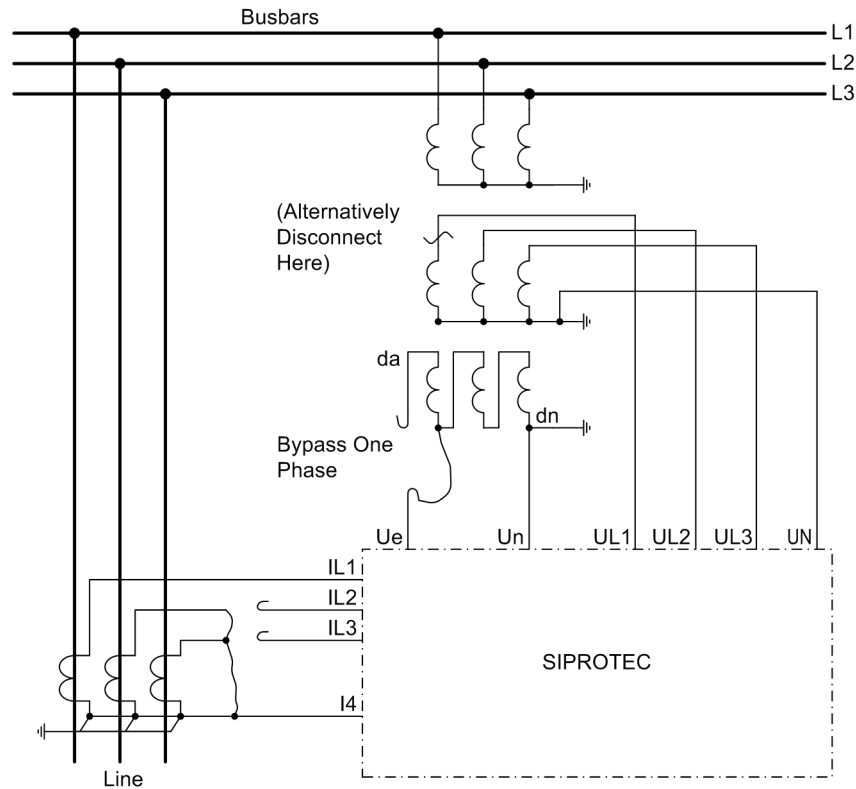 Busbars
L1
L2
L3
(Alternatively
Disconnect
Here)
da
dn
Bypass One
Phase
Ue
Un
UL1
UL2
UL3
UN
IL1
IL2
IL3
SIPROTEC
I4
Line